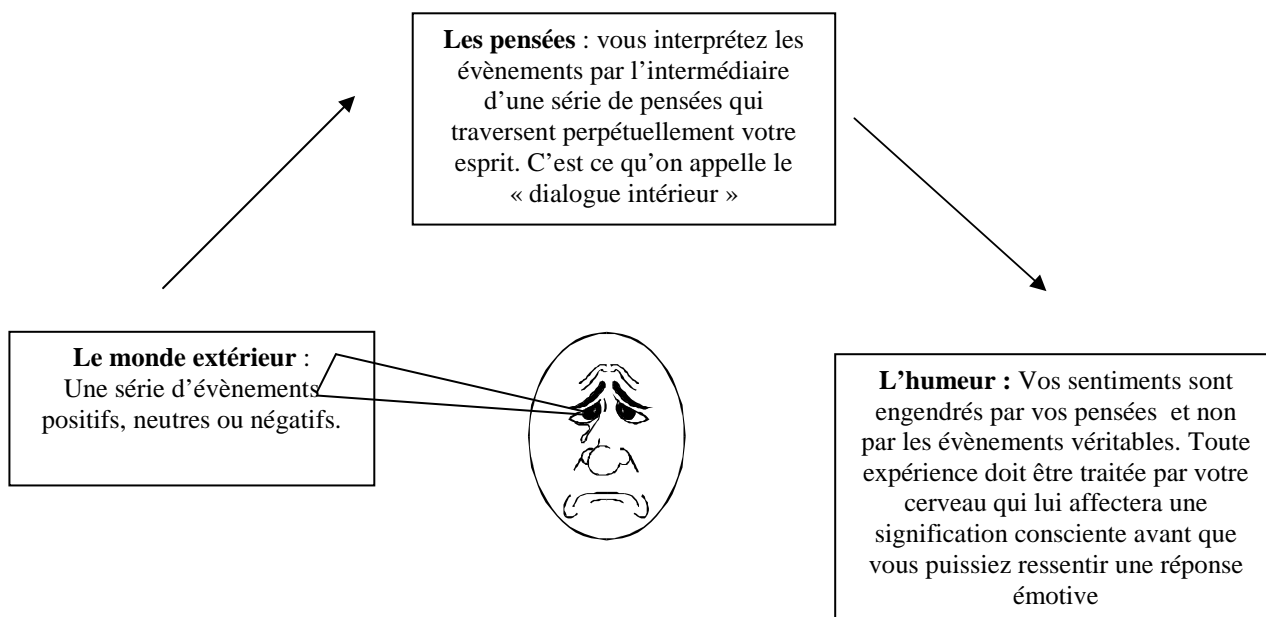 Les pensées : vous interprétez les
évènements par l’intermédiaire
d’une série de pensées qui
traversent perpétuellement votre
esprit. C’est ce qu’on appelle le
« dialogue intérieur »
Le monde extérieur :
Une série d’évènements
positifs, neutres ou négatifs.
L’humeur : Vos sentiments sont
engendrés par vos pensées et non
par les évènements véritables. Toute
expérience doit être traitée par votre
cerveau qui lui affectera une
signification consciente avant que
vous puissiez ressentir une réponse
émotive